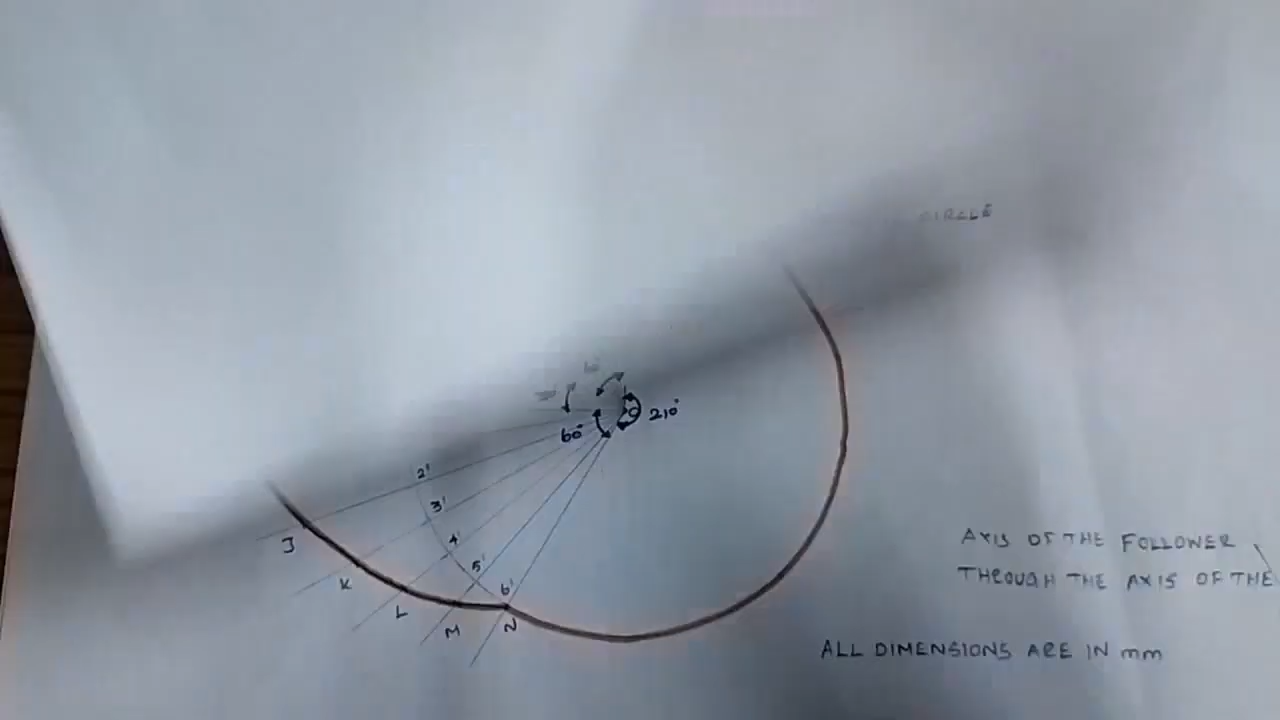 CIRCLE
60°
210°
2'
3'
4'
5'
6'
J
K
L
M
N
AXIS OF THE FOLLOWER
THROUGH THE AXIS OF THE
ALL DIMENSIONS ARE IN mm